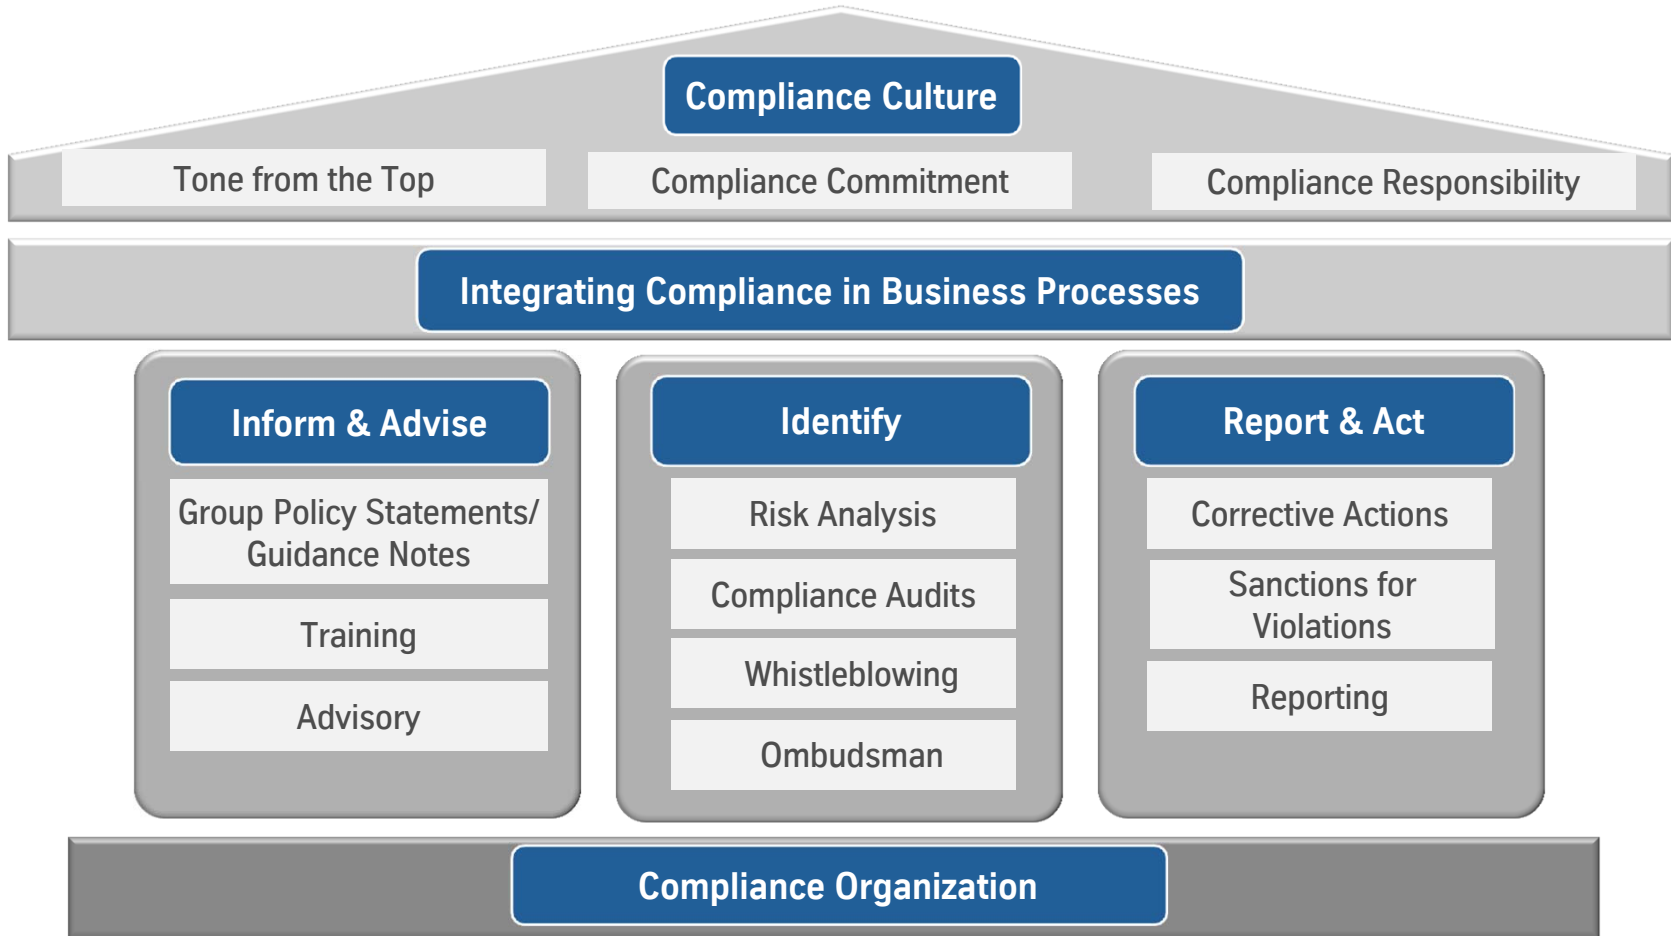 Compliance Culture
Tone from the Top
Compliance Commitment
Compliance Responsibility
Integrating Compliance in Business Processes
Inform & Advise
Group Policy Statements/
Guidance Notes
Training
Advisory
Identify
Risk Analysis
Compliance Audits
Whistleblowing
Ombudsman
Report & Act
Corrective Actions
Sanctions for
Violations
Reporting
Compliance Organization